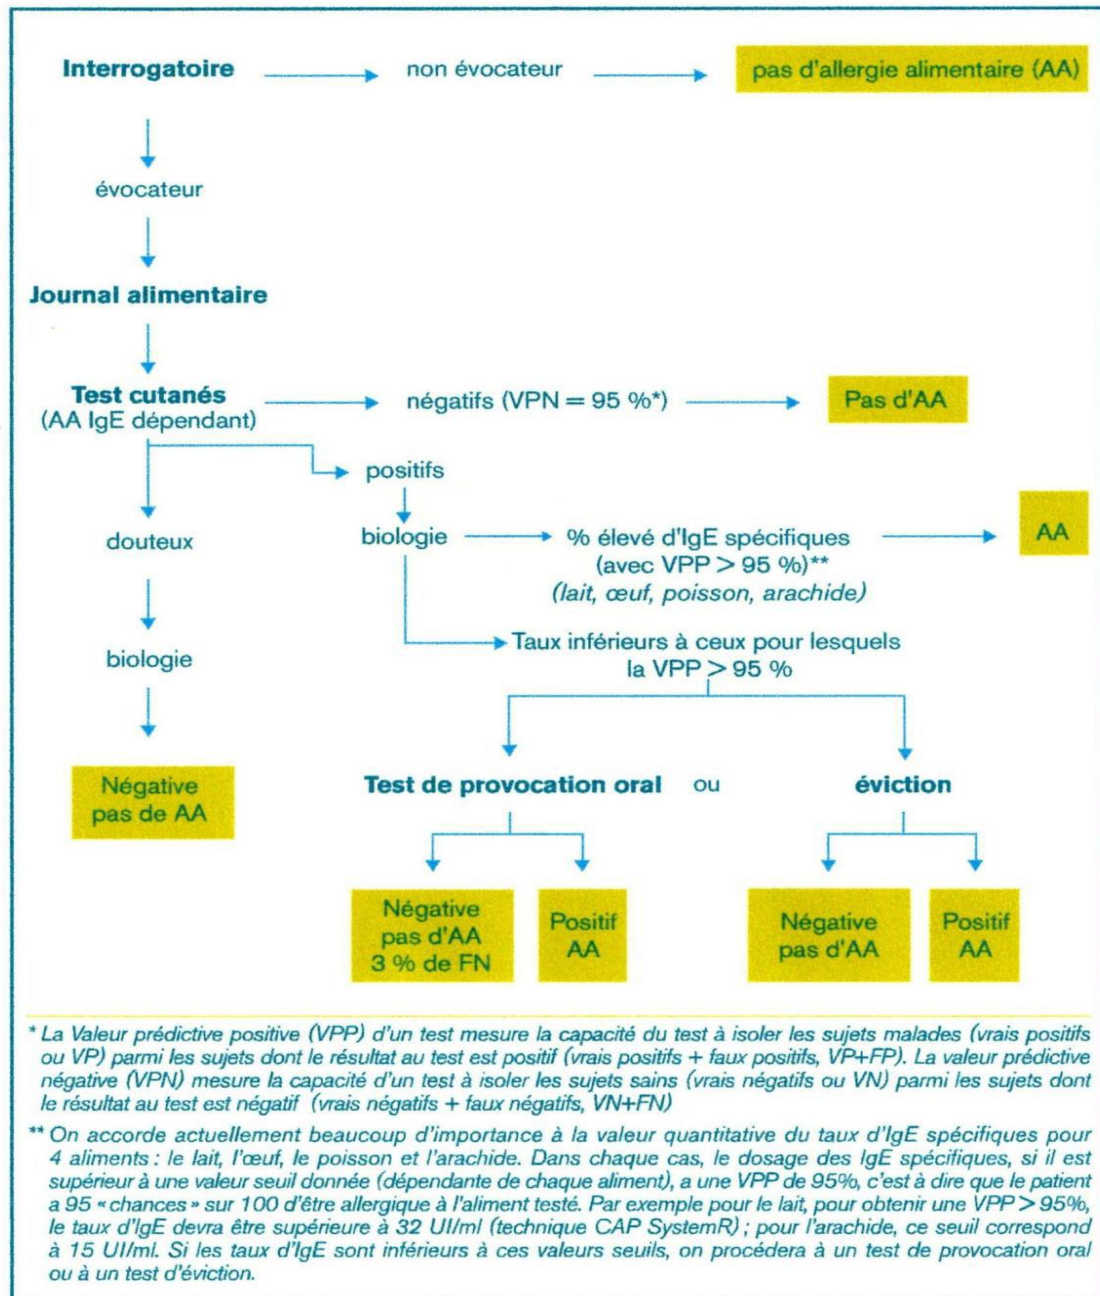 Interrogatoire
non évocateur
pas d'allergie alimentaire (AA)
évocateur
Journal alimentaire
Test cutanés
(AA IgE dépendant)
négatifs (VPN = 95 %*)
Pas d'AA
positifs
douteux
biologie
% élevé d'IgE spécifiques
(avec VPP > 95 %)**
(lait, œuf, poisson, arachide)
AA
Taux inférieurs à ceux pour lesquels
la VPP > 95 %
biologie
Négative
pas de AA
Test de provocation oral
ou
éviction
Négative
pas d'AA
3 % de FN
Positif
AA
Négative
pas d'AA
Positif
AA
* La Valeur prédictive positive (VPP) d'un test mesure la capacité du test à isoler les sujets malades (vrais positifs
ou VP) parmi les sujets dont le résultat au test est positif (vrais positifs + faux positifs, VP+FP). La valeur prédictive
négative (VPN) mesure la capacité d'un test à isoler les sujets sains (vrais négatifs ou VN) parmi les sujets dont
le résultat au test est négatif (vrais négatifs + faux négatifs, VN+FN)
** On accorde actuellement beaucoup d'importance à la valeur quantitative du taux d'IgE spécifiques pour
4 aliments : le lait, l'œuf, le poisson et l'arachide. Dans chaque cas, le dosage des IgE spécifiques, si il est
supérieur à une valeur seuil donnée (dépendante de chaque aliment), a une VPP de 95%, c'est à dire que le patient
a 95 « chances » sur 100 d'être allergique à l'aliment testé. Par exemple pour le lait, pour obtenir une VPP > 95%,
le taux d'IgE devra être supérieure à 32 UI/ml (technique CAP SystemR) ; pour l'arachide, ce seuil correspond
à 15 UI/ml. Si les taux d'IgE sont inférieurs à ces valeurs seuils, on procédera à un test de provocation oral
ou à un test d'éviction.